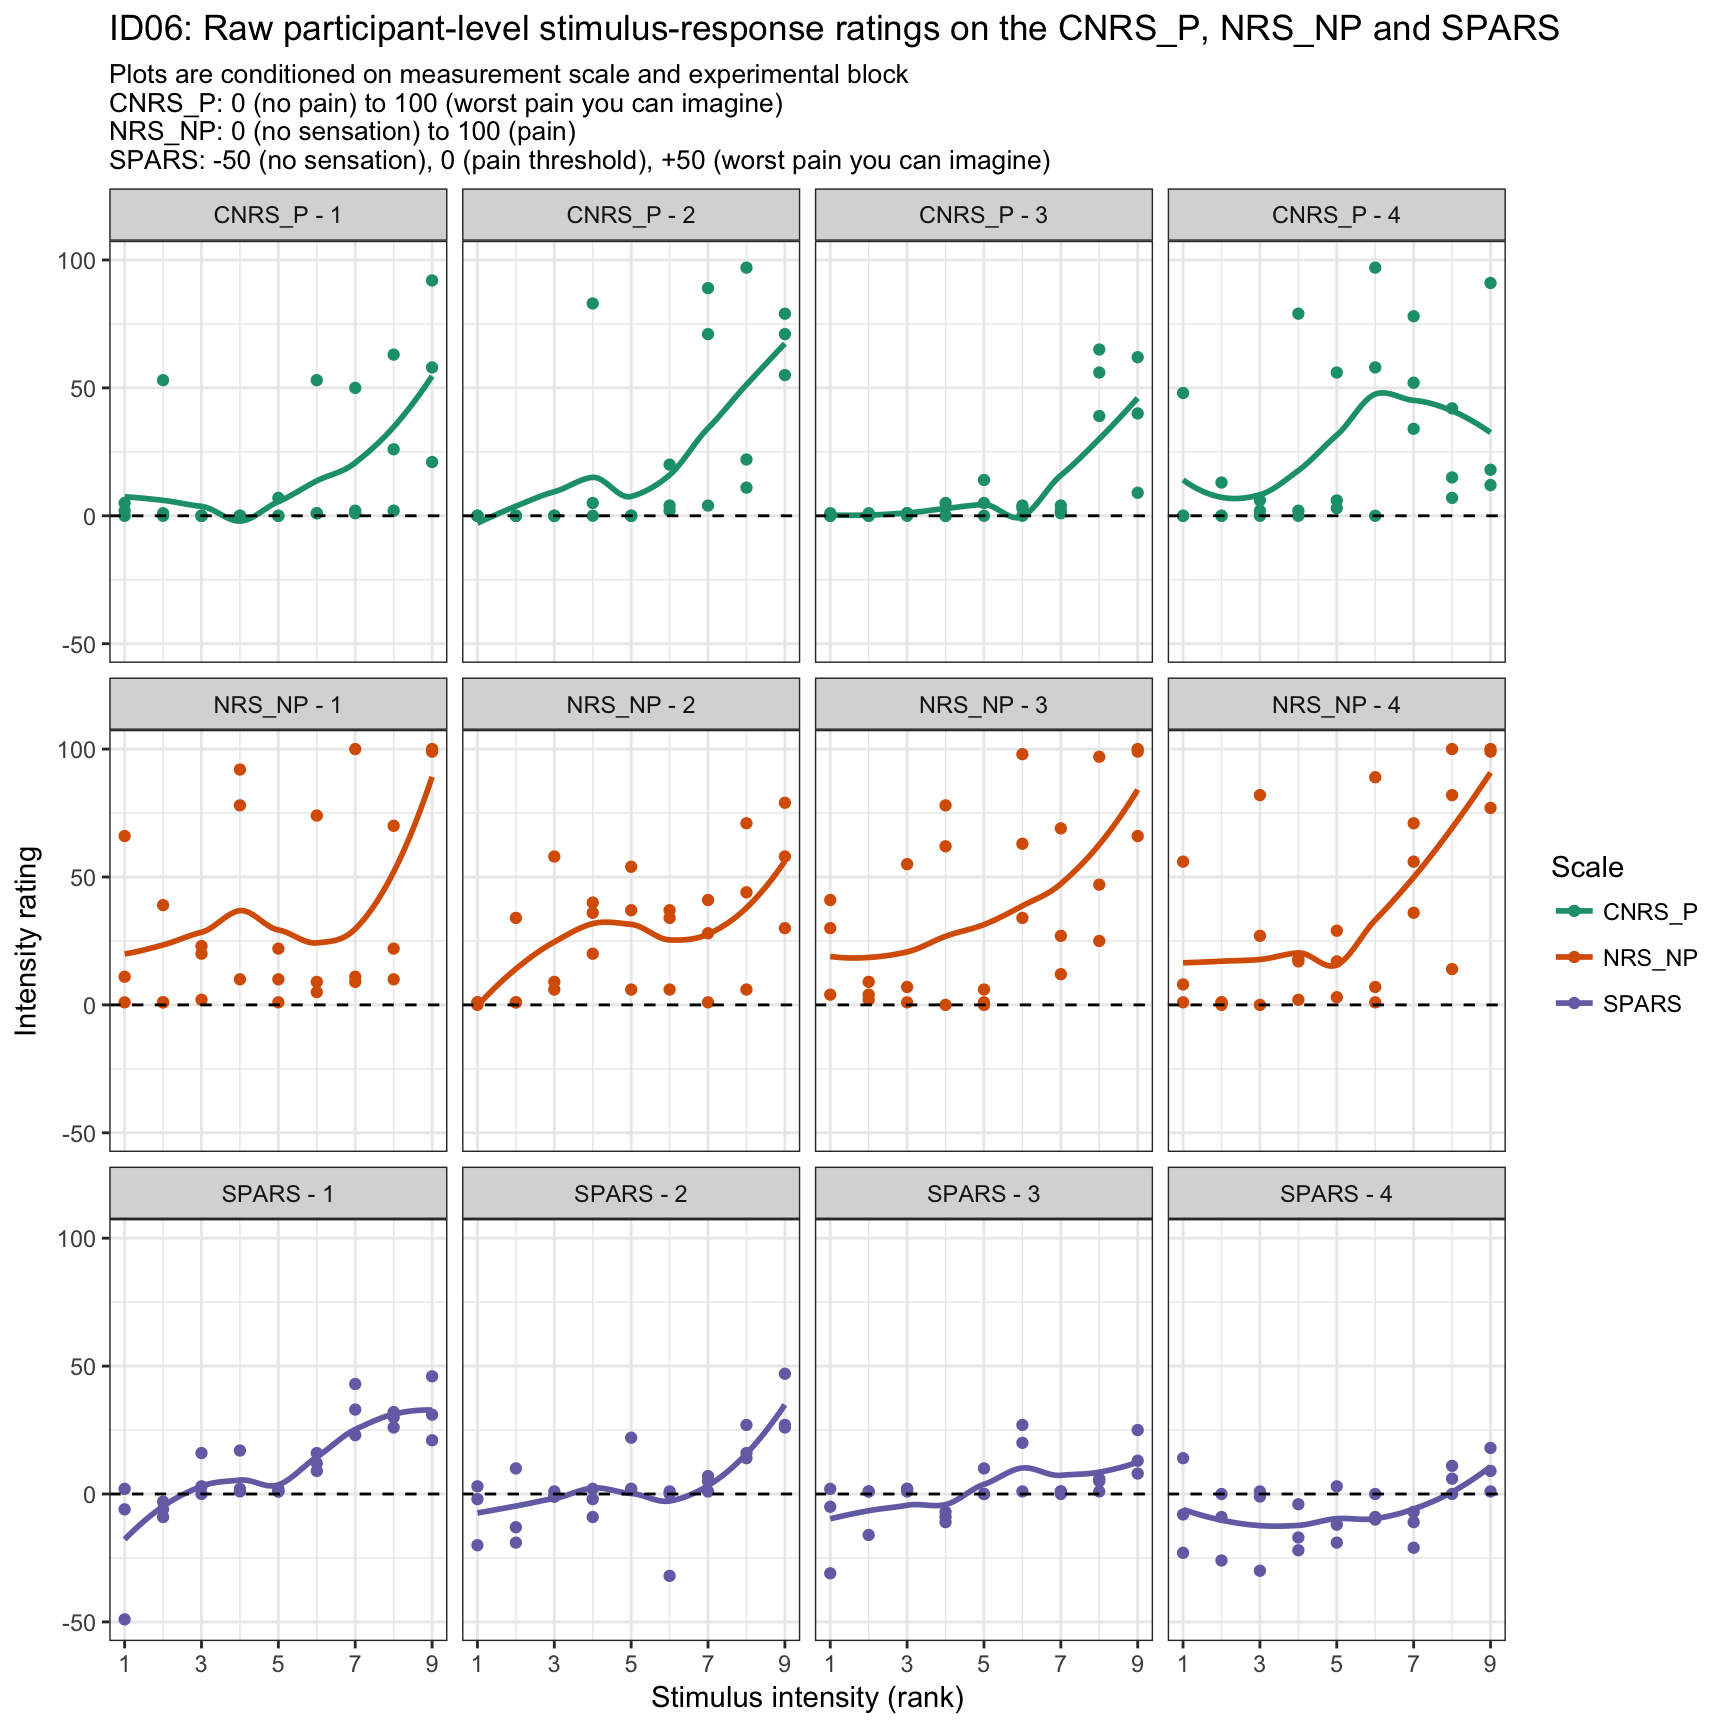 ID06: Raw participant-level stimulus-response ratings on the CNRS_P, NRS_NP and SPARS
Plots are conditioned on measurement scale and experimental block
CNRS_P: 0 (no pain) to 100 (worst pain you can imagine)
NRS_NP: 0 (no sensation) to 100 (pain)
SPARS: -50 (no sensation), 0 (pain threshold), +50 (worst pain you can imagine)
CNRS_P - 1 CNRS_P - 2 CNRS_P - 3 CNRS_P - 4
100
50
0
-50
NRS_NP - 1 NRS_NP - 2 NRS_NP - 3 NRS_NP - 4
100
50
0
-50
Intensity rating
Scale
CNRS_P
NRS_NP
SPARS
SPARS - 1 SPARS - 2 SPARS - 3 SPARS - 4
100
50
0
-50
1 3 5 7 9 1 3 5 7 9 1 3 5 7 9 1 3 5 7 9
Stimulus intensity (rank)